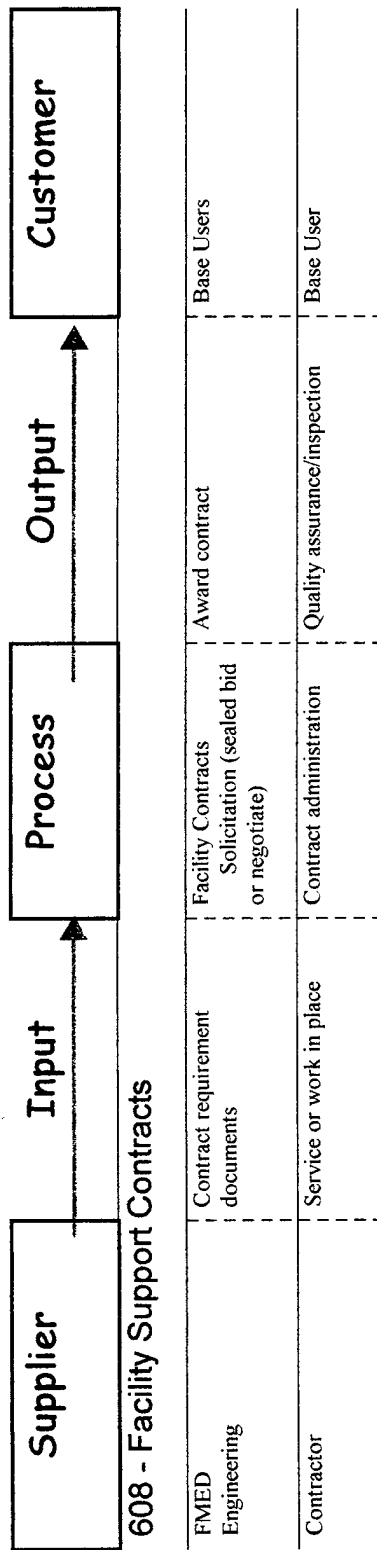 Supplier
Input
Process
Output
Customer
608 - Facility Support Contracts
FMED
Engineering
Contract requirement
documents
Facility Contracts
Solicitation (sealed bid
or negotiate)
Award contract
Base Users
Contractor
Service or work in place
Contract administration
Quality assurance/inspection
Base User